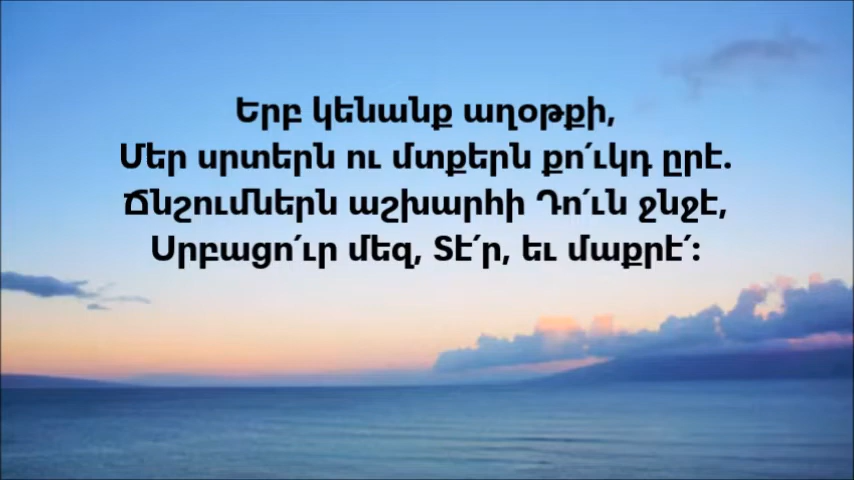 Երբ կենանք աղօթքի,
Մեր սրտերն ու մտքերն քո՛ւկդ ըրէ.
Ճնշումներն աշխարհի Դո՛ւն ջնջէ,
Սրբացո՛ւր մեզ, Տէ՛ր, եւ մաքրէ՛: